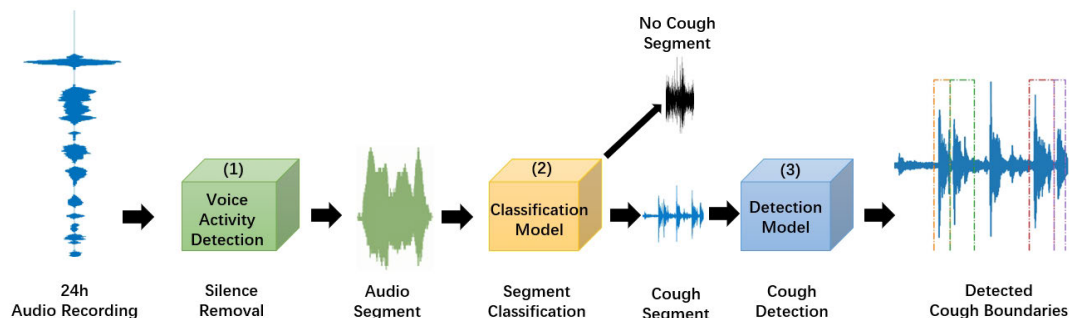 No Cough
Segment
(1)
Voice
Activity
Detection
(2)
Classification
Model
(3)
Detection
Model
24h
Audio Recording
Silence
Removal
Audio
Segment
Segment
Classification
Cough
Segment
Cough
Detection
Detected
Cough Boundaries